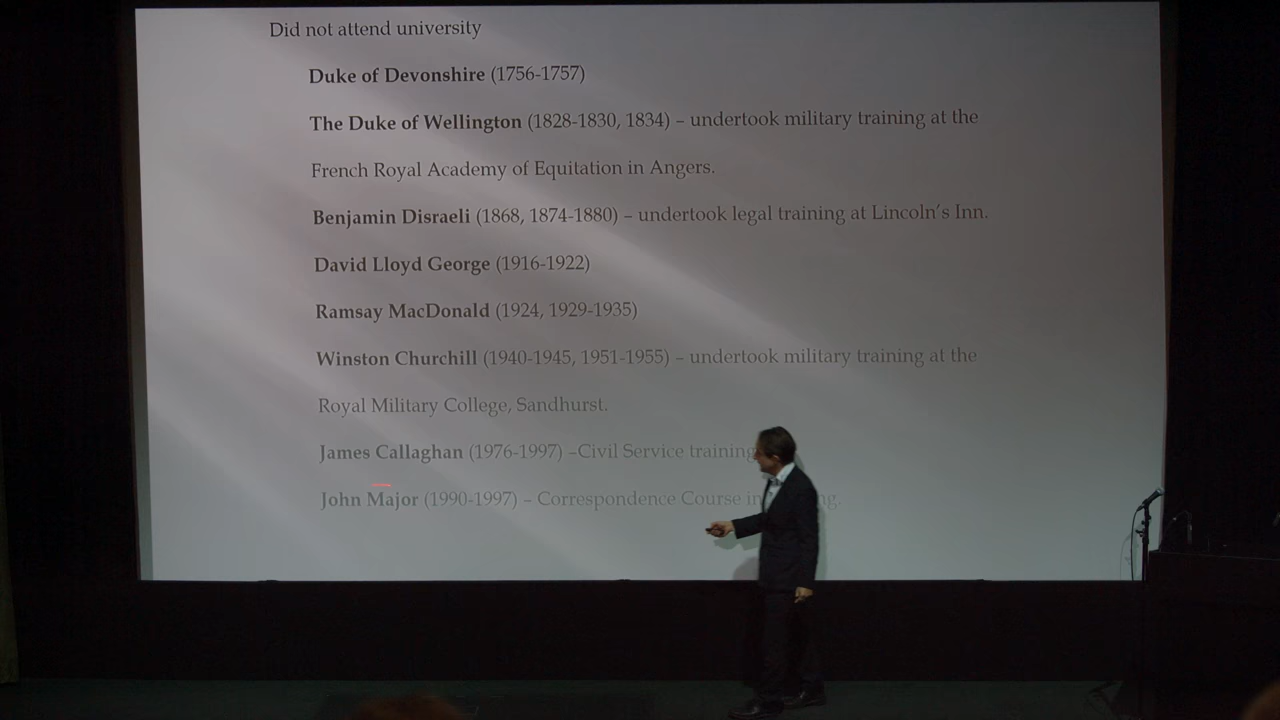 Did not attend university
Duke of Devonshire (1756-1757)
The Duke of Wellington (1828-1830, 1834) – undertook military training at the
French Royal Academy of Equitation in Angers.
Benjamin Disraeli (1868, 1874-1880) – undertook legal training at Lincoln's Inn.
David Lloyd George (1916-1922)
Ramsay MacDonald (1924, 1929-1935)
Winston Churchill (1940-1945, 1951-1955) – undertook military training at the
Royal Military College, Sandhurst.
James Callaghan (1976-1997) –Civil Service training
John Major (1990-1997) – Correspondence Course in